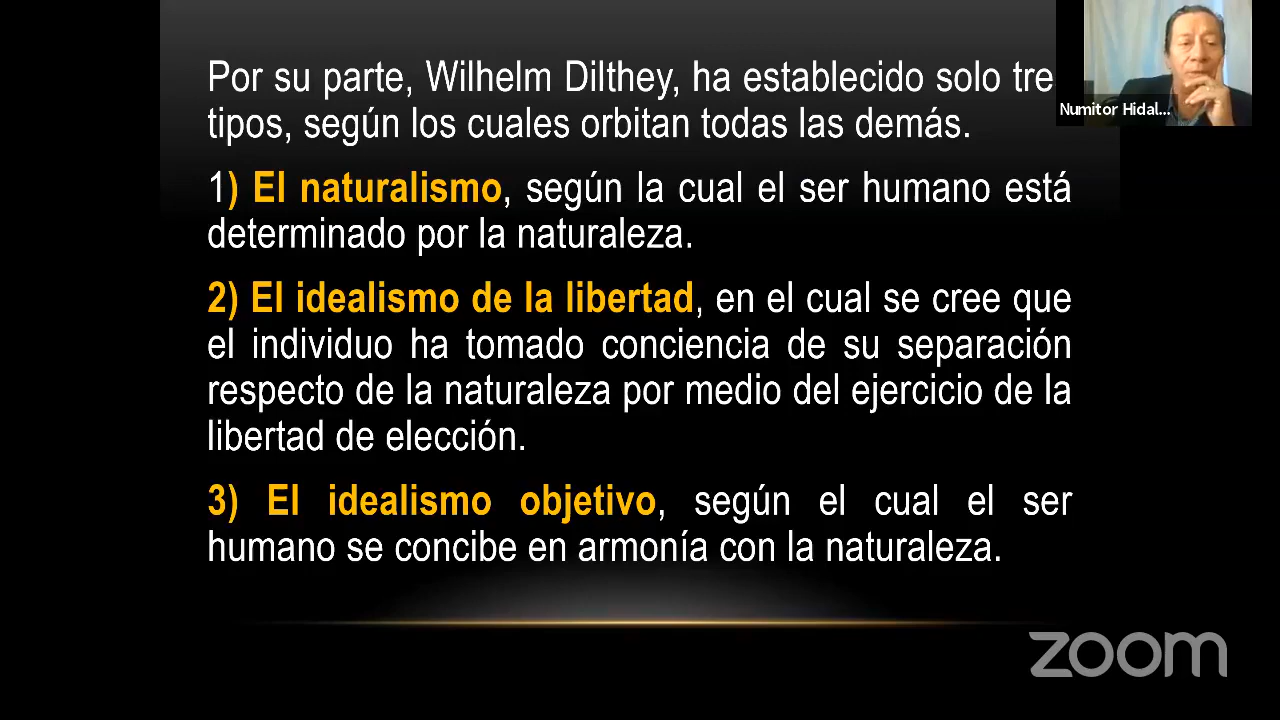 Por su parte, Wilhelm Dilthey, ha establecido solo tre
tipos, según los cuales orbitan todas las demás.
1) El naturalismo, según la cual el ser humano está
determinado por la naturaleza.
2) El idealismo de la libertad, en el cual se cree que
el individuo ha tomado conciencia de su separación
respecto de la naturaleza por medio del ejercicio de la
libertad de elección.
3) El idealismo objetivo, según el cual el ser
humano se concibe en armonía con la naturaleza.
Numitor Hidal...
zoom